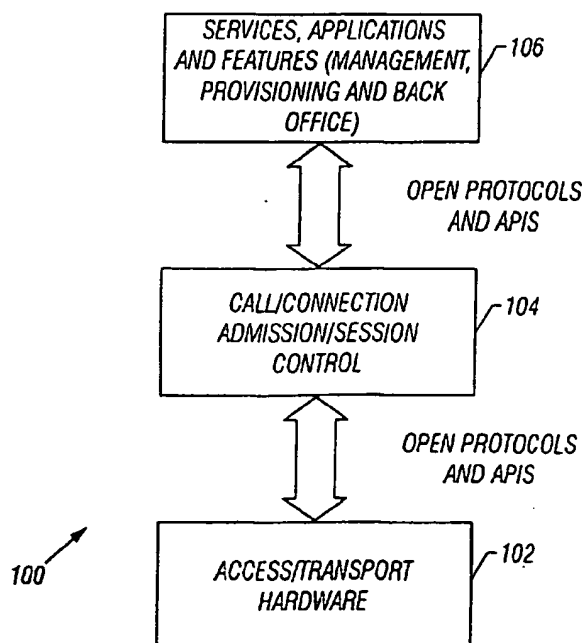 SERVICES, APPLICATIONS
AND FEATURES (MANAGEMENT,
PROVISIONING AND BACK
OFFICE)
106
OPEN PROTOCOLS
AND APIS
CALL/CONNECTION
ADMISSION/SESSION
CONTROL
104
OPEN PROTOCOLS
AND APIS
ACCESS/TRANSPORT
HARDWARE
102
100